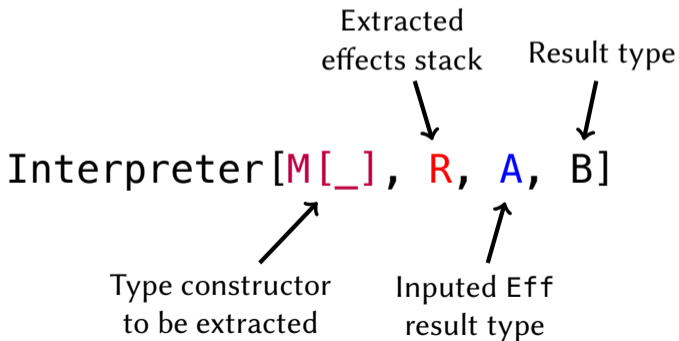 Extracted
effects stack
Result type
Interpreter[M[_], R, A, B]
Type constructor
to be extracted
Inputed Eff
result type